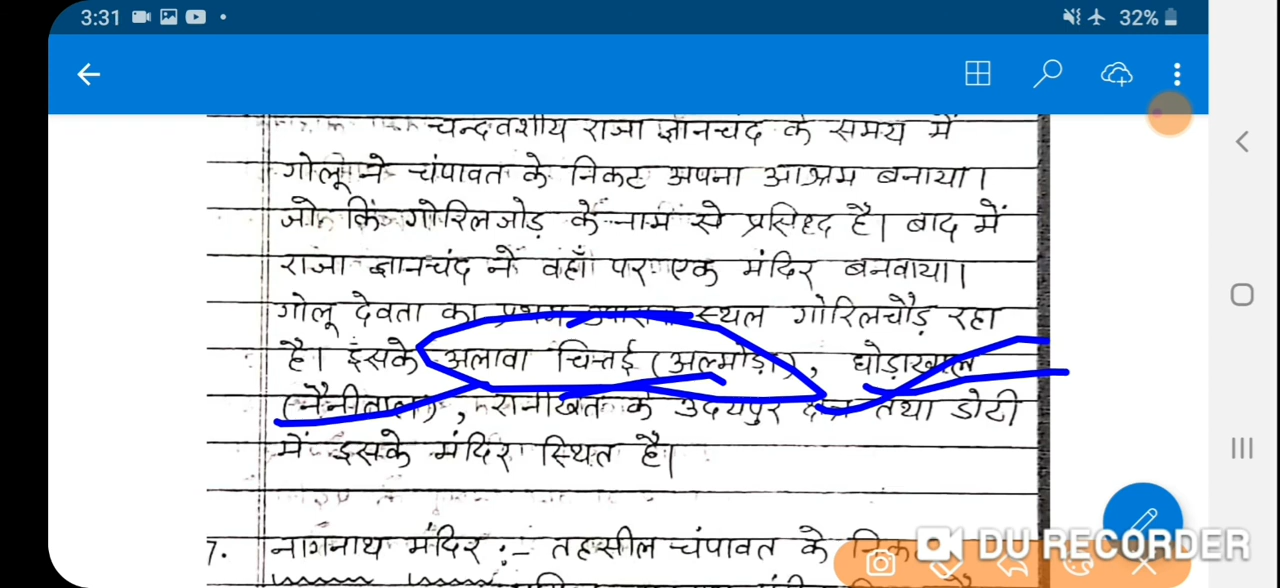 3:31
32%
चन्दवंशीय राजा ज्ञानचंद के समय में
गोलू ने चंपावत के निकट अपना आश्रम बनाया।
जो कि गोरिलजोड़ के नाम से प्रसिद्द है। बाद में
राजा ज्ञानचंद ने वहाँ पर एक मंदिर बनवाया।
गोलू देवता का प्रथम उपासना स्थल गोरिलचौड़ रहा
है। इसके अलावा चित्तई (अल्मोड़ा), घोड़ाखाल
(नैनीताल), रानीखेत के उदयपुर क्षेत्र तथा डोटी
में इसके मंदिर स्थित है।
7. नागनाथ मंदिर :- तहसील चंपावत के
DU RECORDER